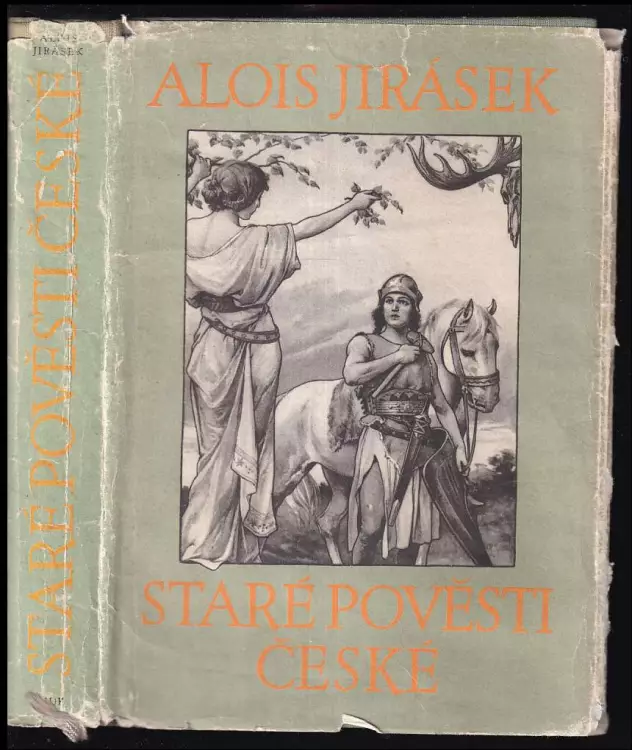 ALOIS
JIRÁSEK
STARÉ POVĚSTI ČESKÉ
ALOIS JIRÁSEK
STARÉ POVĚSTI
ČESKÉ